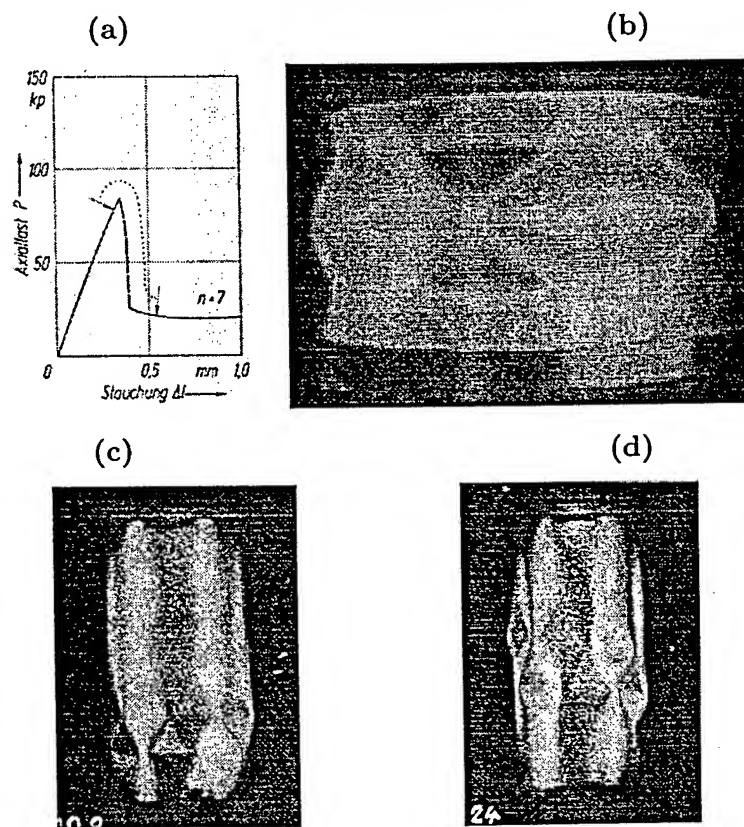 (a)
(b)
150
kp
100
50
0
0,5
mm
1,0
Axiallast P
n=7
Stauchung Δl
(c)
(d)
24